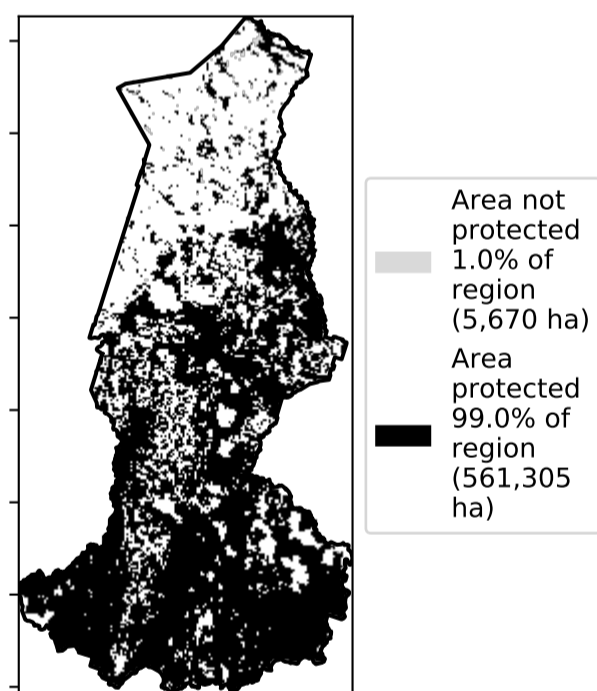 Area not
protected
1.0% of
region
(5,670 ha)
Area
protected
99.0% of
region
(561,305
ha)